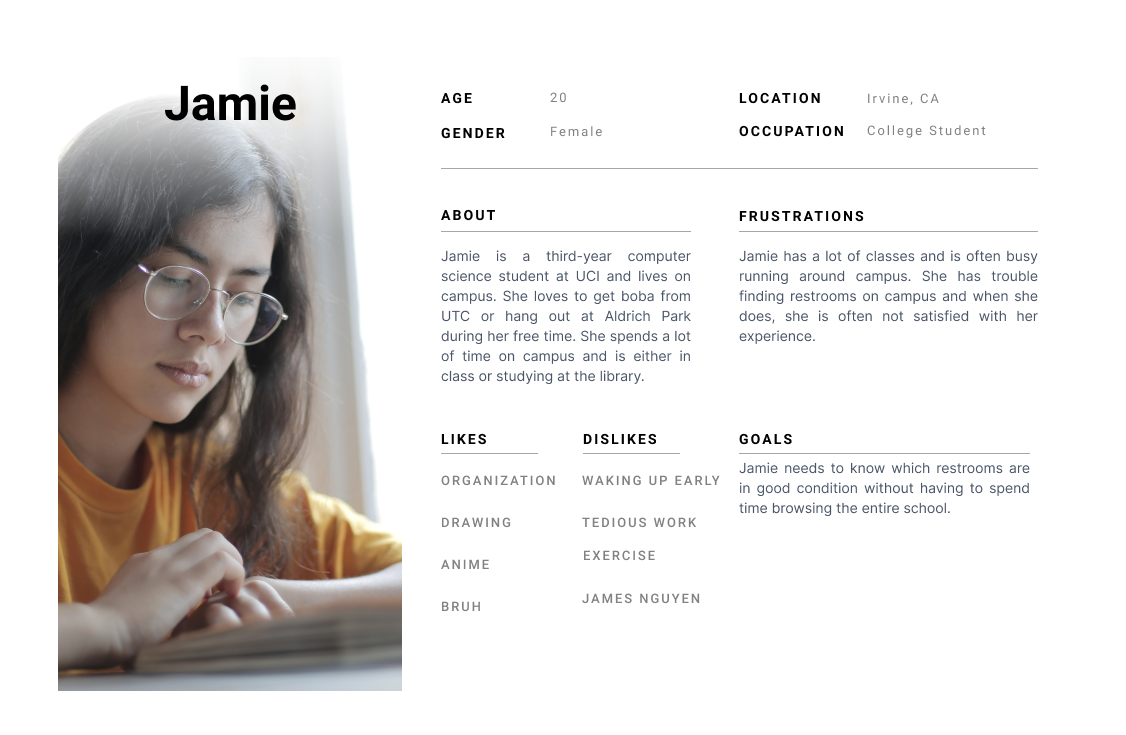 Jamie
AGE 20
GENDER Female
LOCATION Irvine, CA
OCCUPATION College Student
ABOUT
Jamie is a third-year computer
science student at UCI and lives on
campus. She loves to get boba from
UTC or hang out at Aldrich Park
during her free time. She spends a lot
of time on campus and is either in
class or studying at the library.
FRUSTRATIONS
Jamie has a lot of classes and is often busy
running around campus. She has trouble
finding restrooms on campus and when she
does, she is often not satisfied with her
experience.
LIKES
ORGANIZATION
DRAWING
ANIME
BRUH
DISLIKES
WAKING UP EARLY
TEDIOUS WORK
EXERCISE
JAMES NGUYEN
GOALS
Jamie needs to know which restrooms are
in good condition without having to spend
time browsing the entire school.